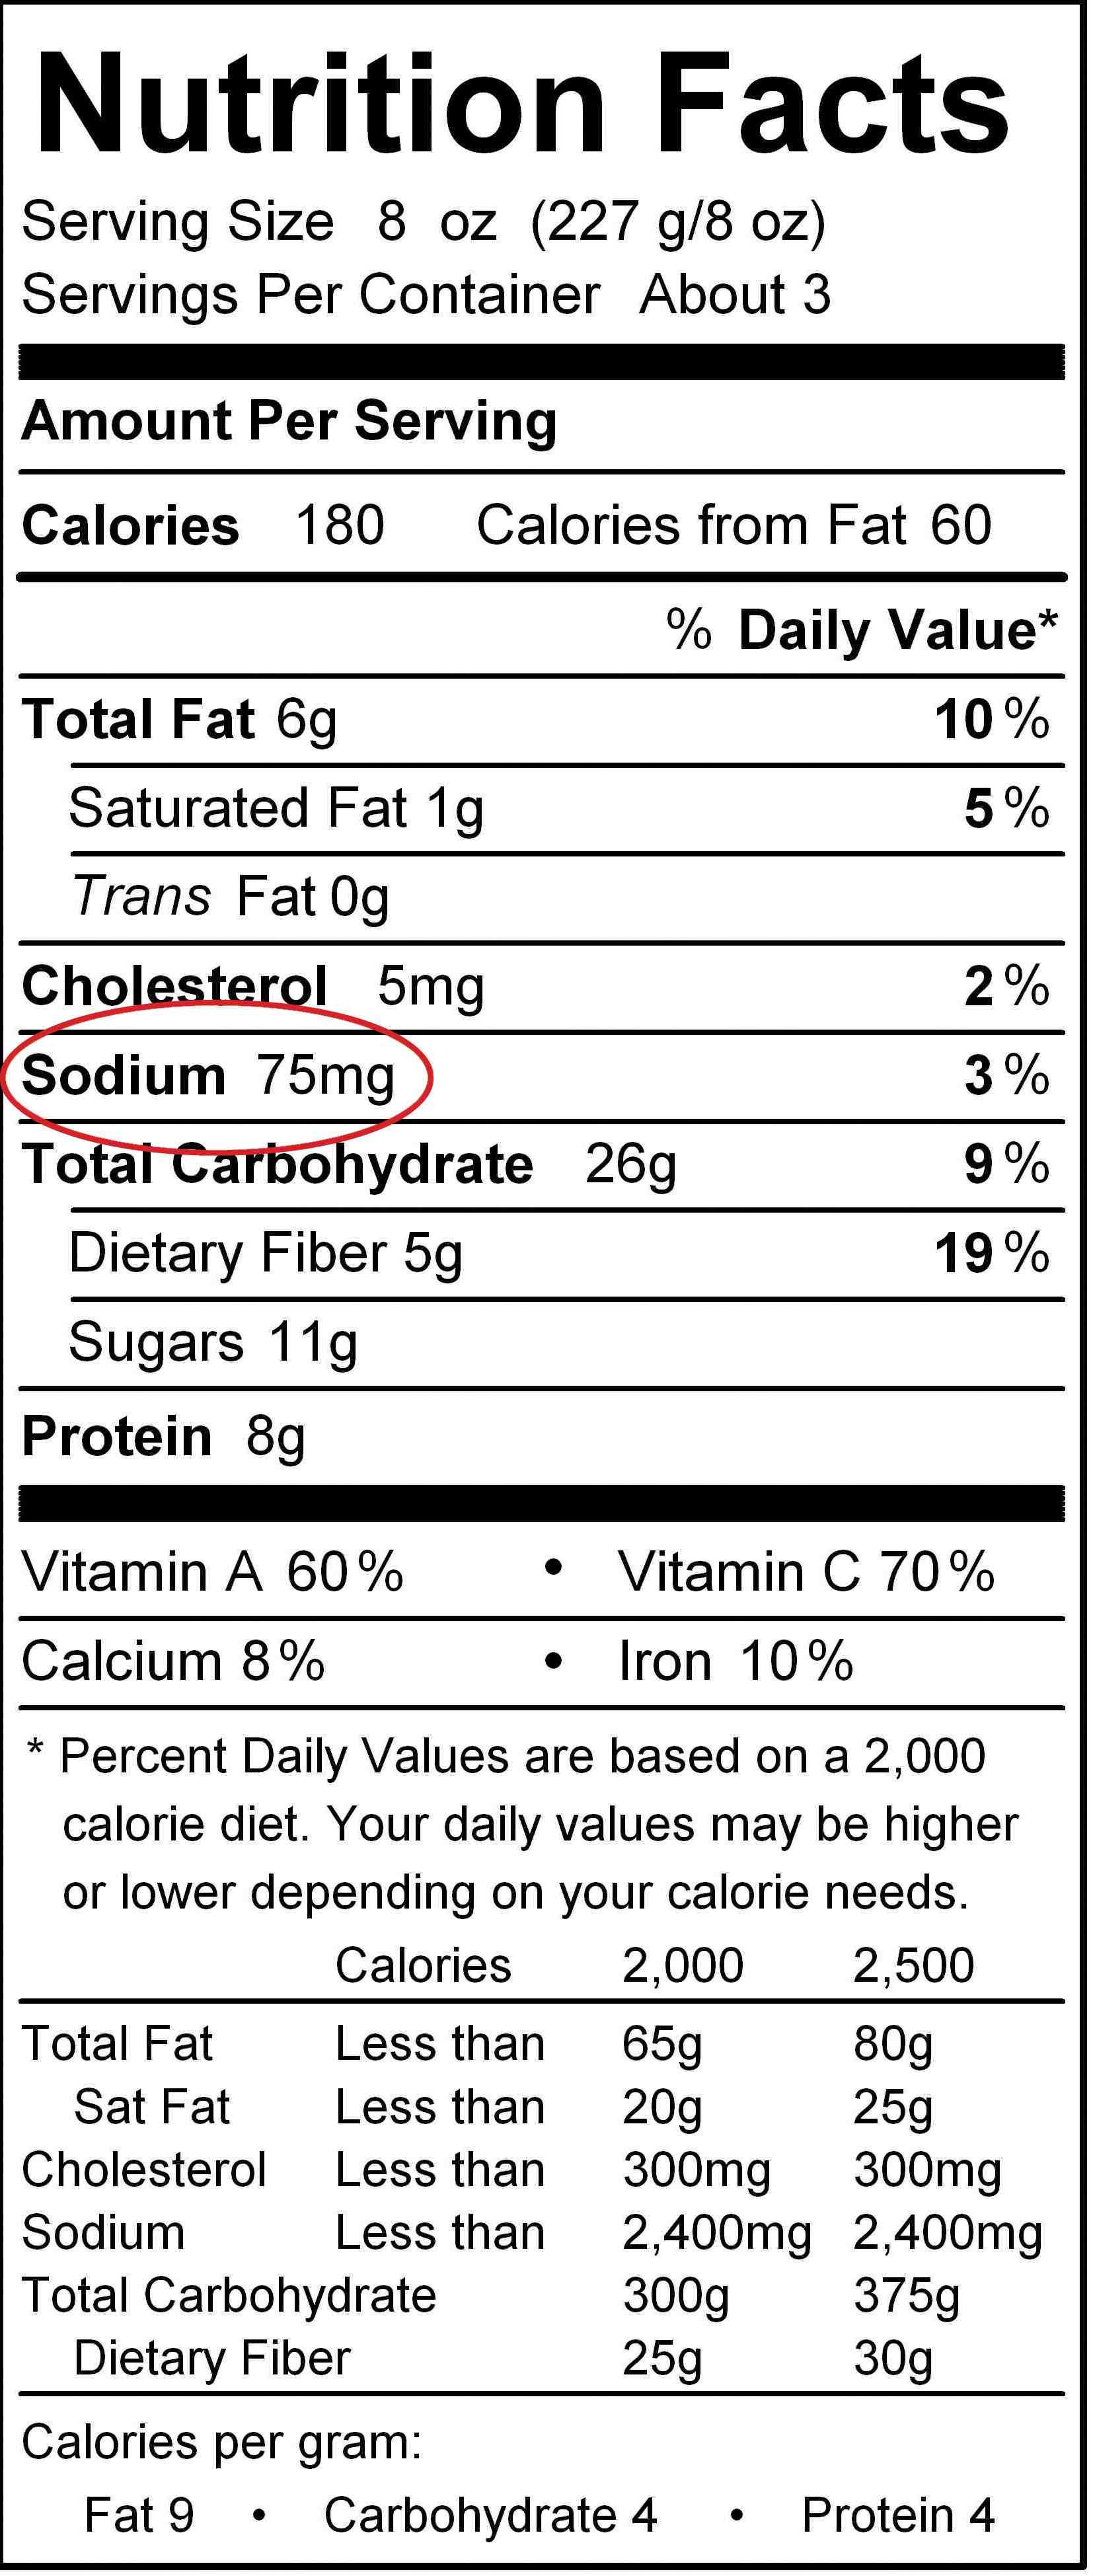 Nutrition Facts
Serving Size 8 oz (227 g/8 oz)
Servings Per Container About 3
Amount Per Serving
Calories 180 Calories from Fat 60
% Daily Value*
Total Fat 6g 10%
Saturated Fat 1g 5%
Trans Fat 0g
Cholesterol 5mg 2%
Sodium 75mg 3%
Total Carbohydrate 26g 9%
Dietary Fiber 5g 19%
Sugars 11g
Protein 8g
Vitamin A 60% • Vitamin C 70%
Calcium 8% • Iron 10%
* Percent Daily Values are based on a 2,000
calorie diet. Your daily values may be higher
or lower depending on your calorie needs.
Calories 2,000 2,500
Total Fat Less than 65g 80g
Sat Fat Less than 20g 25g
Cholesterol Less than 300mg 300mg
Sodium Less than 2,400mg 2,400mg
Total Carbohydrate 300g 375g
Dietary Fiber 25g 30g
Calories per gram:
Fat 9 • Carbohydrate 4 • Protein 4